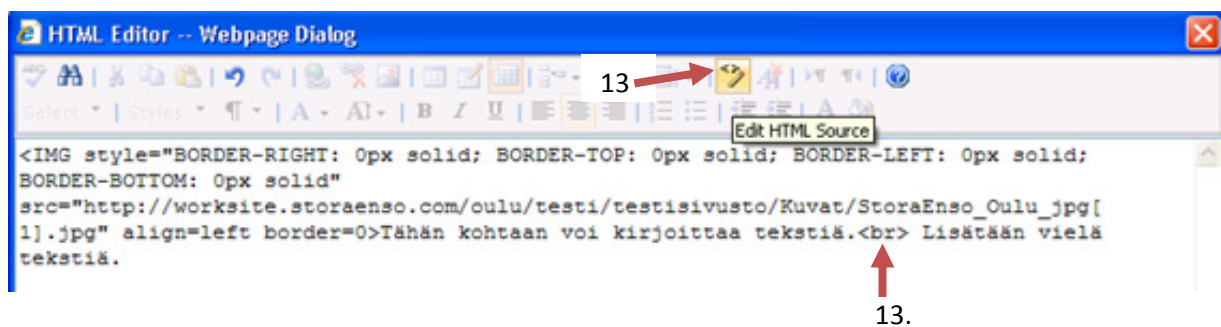 HTML Editor -- Webpage Dialog
13
Select Styles ¶ A A B I U A
Edit HTML Source
<IMG style="BORDER-RIGHT: 0px solid; BORDER-TOP: 0px solid; BORDER-LEFT: 0px solid;
BORDER-BOTTOM: 0px solid"
src="http://worksite.storaenso.com/oulu/testi/testisivusto/Kuvat/StoraEnso_Oulu_jpg[
1].jpg" align=left border=0>Tähän kohtaan voi kirjoittaa tekstiä.<br> Lisätään vielä
tekstiä.
13.